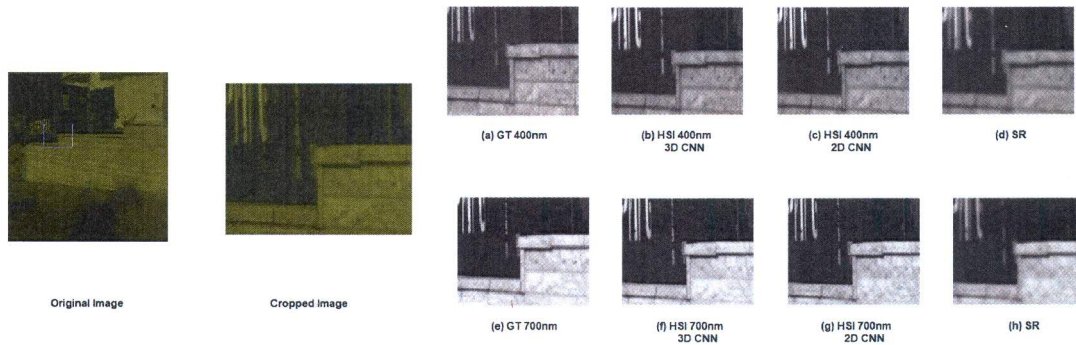 (a) GT 400nm
(b) HSI 400nm
3D CNN
(c) HSI 400nm
2D CNN
(d) SR
Original Image
Cropped Image
(e) GT 700nm
(f) HSI 700nm
3D CNN
(g) HSI 700nm
2D CNN
(h) SR